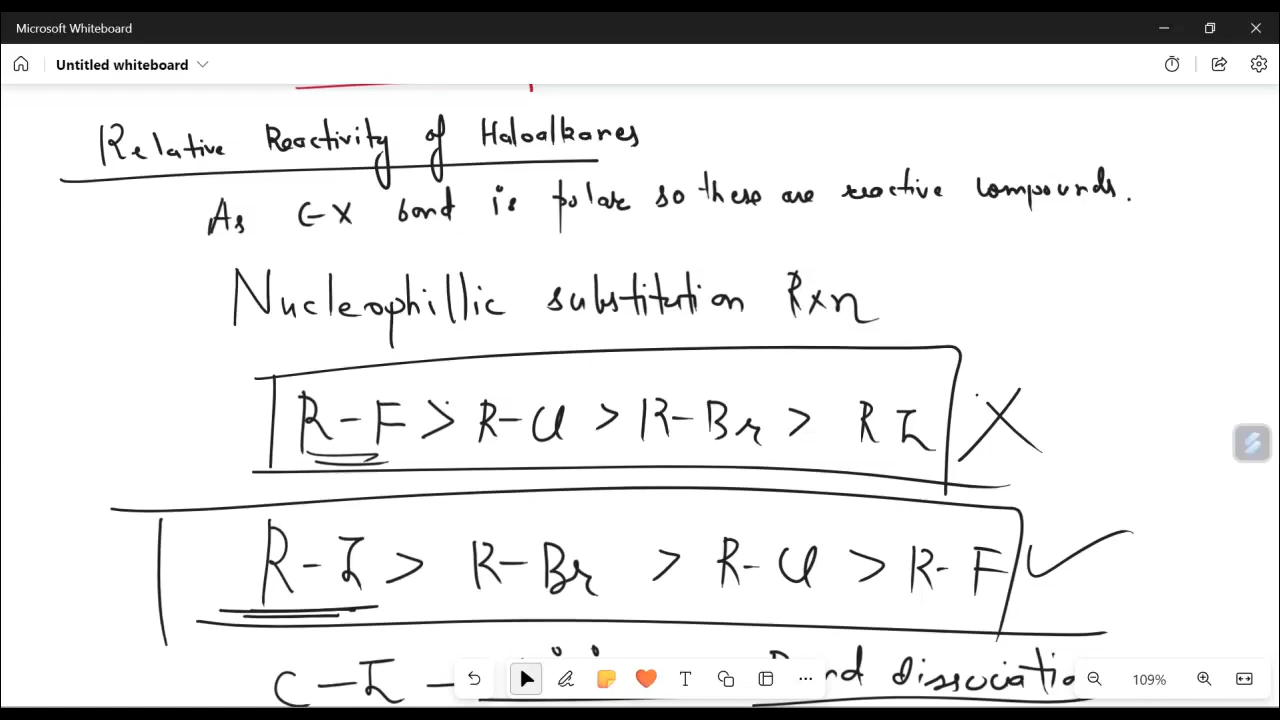 Microsoft Whiteboard
Untitled whiteboard
Relative Reactivity of Haloalkanes
As C-X bond is polar so these are reactive compounds.
Nucleophillic substitution Rxn
R-F > R-Cl > R-Br > R I
R-I > R-Br > R-Cl > R-F
C-I - Bond dissociatio
109%